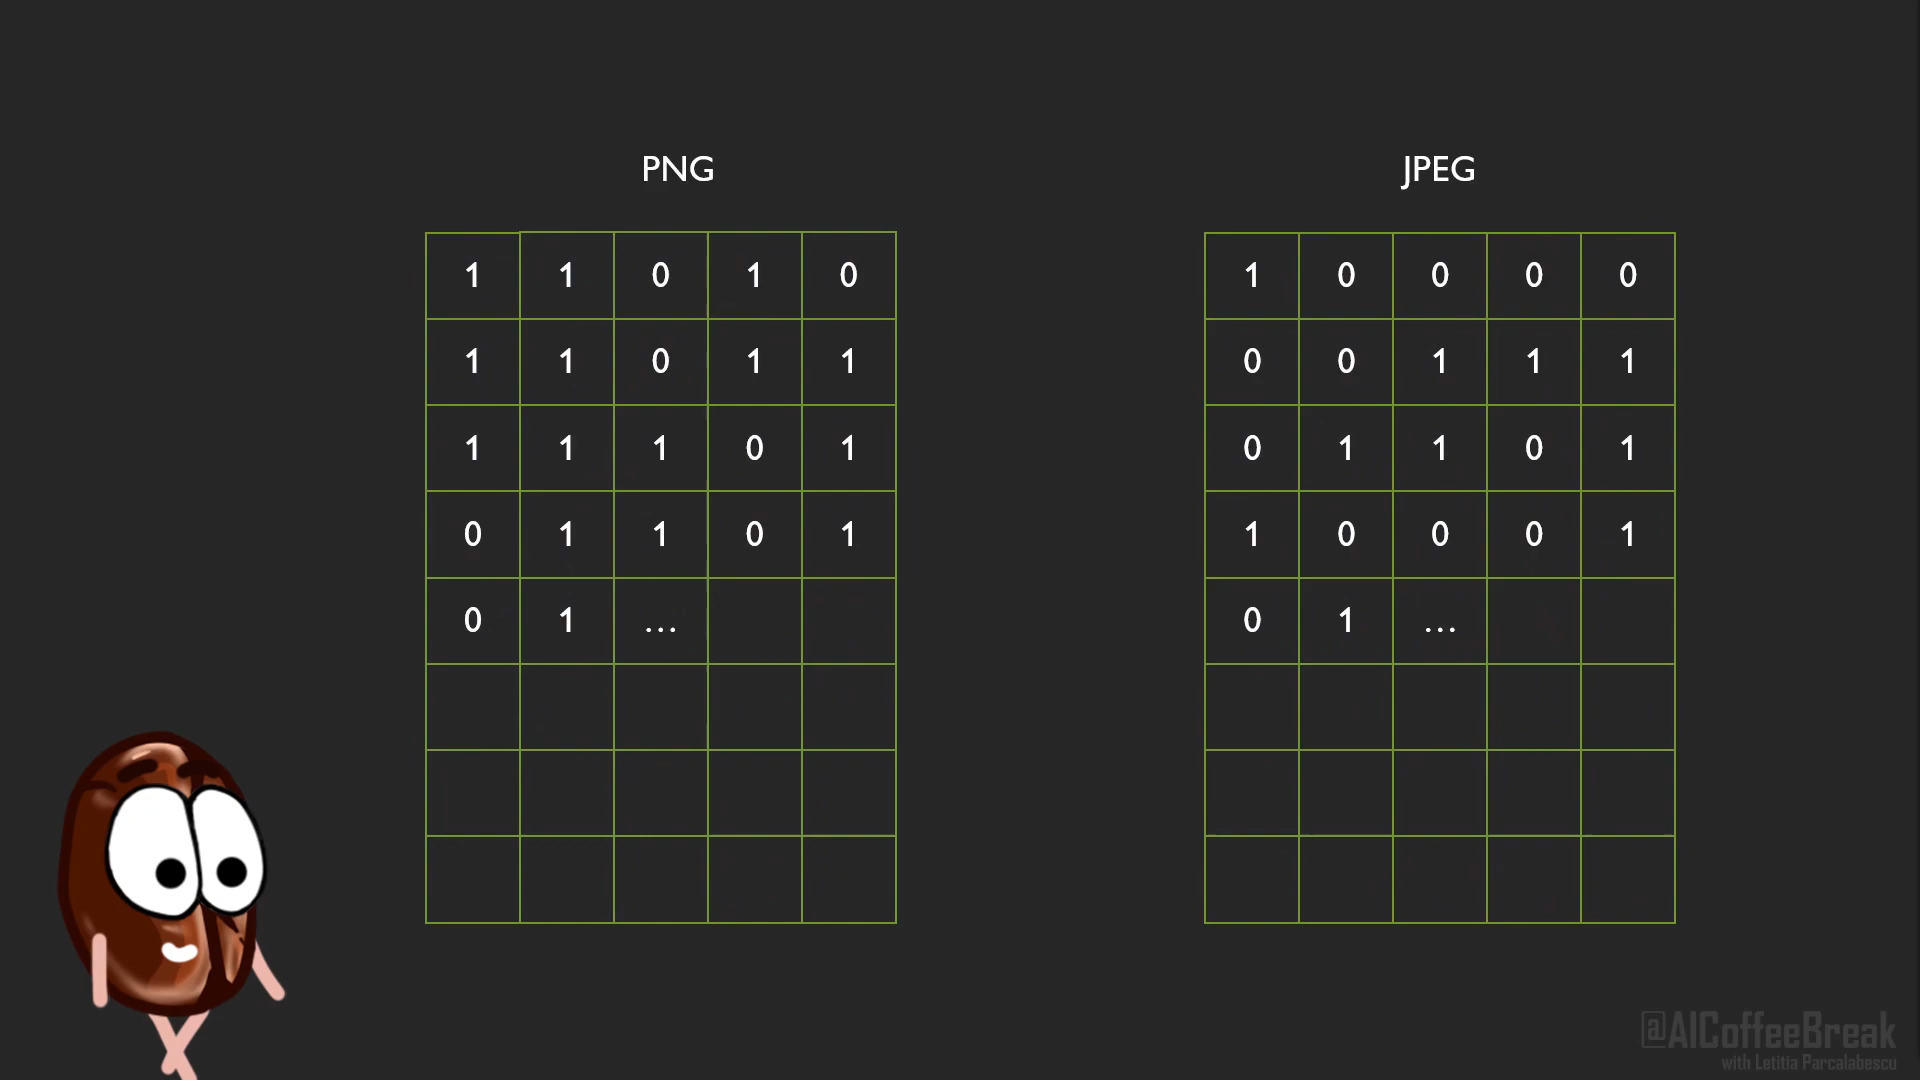 PNG
1 1 0 1 0
1 1 0 1 1
1 1 1 0 1
0 1 1 0 1
0 1 ...
JPEG
1 0 0 0 0
0 0 1 1 1
0 1 1 0 1
1 0 0 0 1
0 1 ...
@AICoffeeBreak
with Letitia Parcalabescu